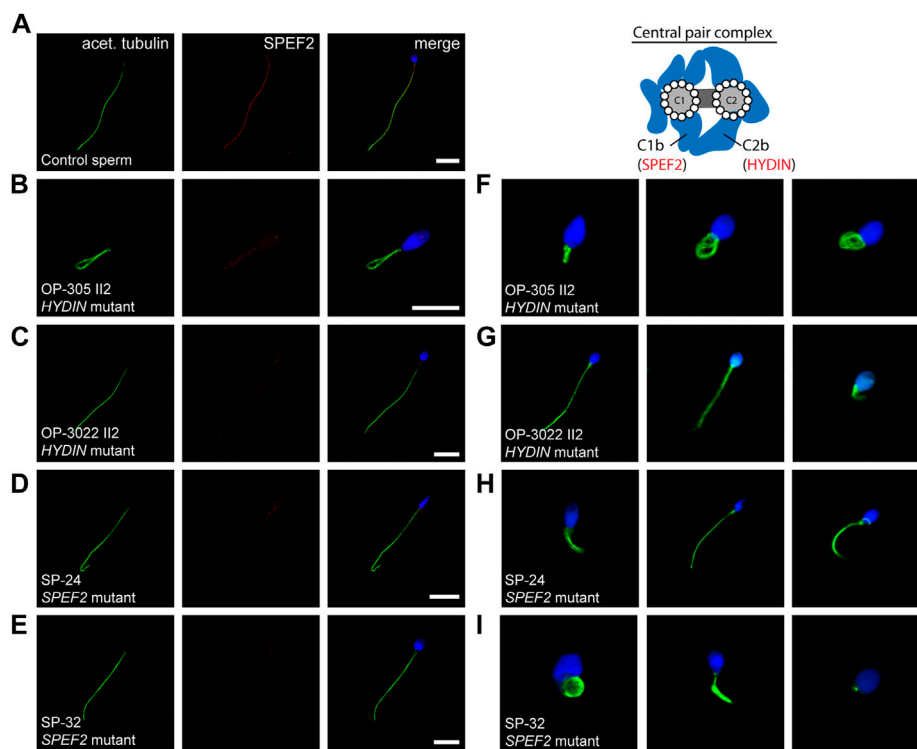 A
acet. tubulin
SPEF2
merge
Control sperm
Central pair complex
C1
C2
C1b
(SPEF2)
C2b
(HYDIN)
B
OP-305 II2
HYDIN mutant
F
OP-305 II2
HYDIN mutant
C
OP-3022 II2
HYDIN mutant
G
OP-3022 II2
HYDIN mutant
D
SP-24
SPEF2 mutant
H
SP-24
SPEF2 mutant
E
SP-32
SPEF2 mutant
I
SP-32
SPEF2 mutant